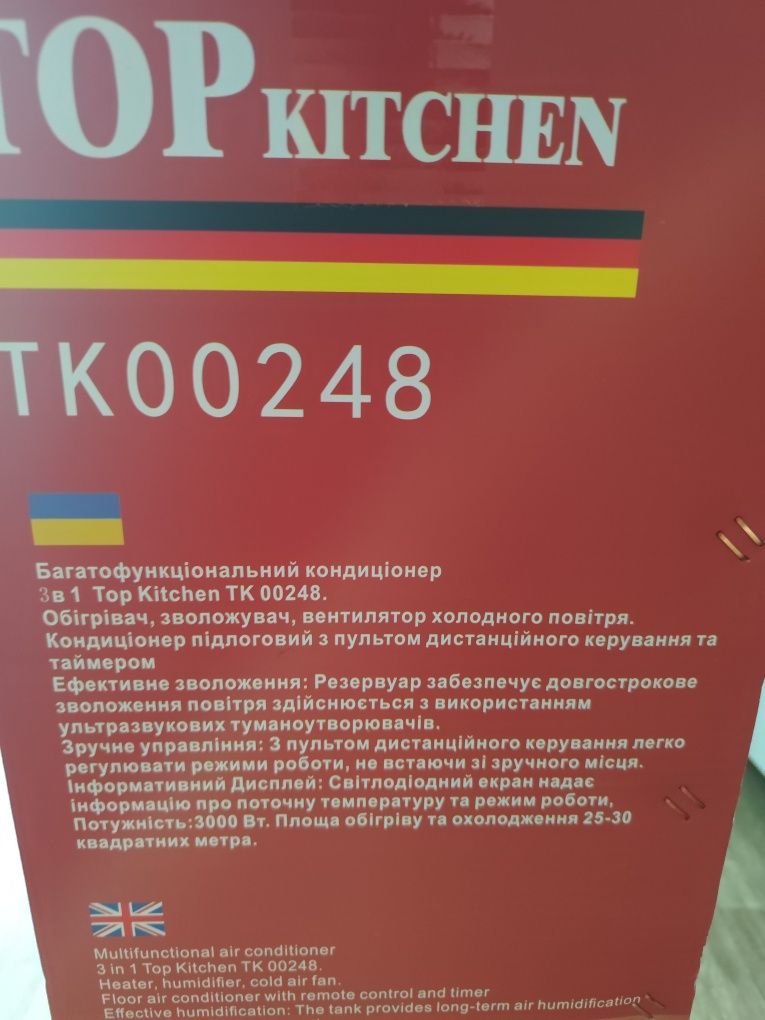 TOP KITCHEN
TK00248
Багатофункціональний кондиціонер
3в 1 Top Kitchen TK 00248.
Обігрівач, зволожувач, вентилятор холодного повітря.
Кондиціонер підлоговий з пультом дистанційного керування та
таймером
Ефективне зволоження: Резервуар забезпечує довгострокове
зволоження повітря здійснюється з використанням
ультразвукових туманоутворювачів.
Зручне управління: З пультом дистанційного керування легко
регулювати режими роботи, не встаючи зі зручного місця.
Інформативний Дисплей: Світлодіодний екран надає
інформацію про поточну температуру та режим роботи,
Потужність:3000 Вт. Площа обігріву та охолодження 25-30
квадратних метра.
Multifunctional air conditioner
3 in 1 Top Kitchen TK 00248.
Heater, humidifier, cold air fan.
Floor air conditioner with remote control and timer
Effective humidification: The tank provides long-term air humidification